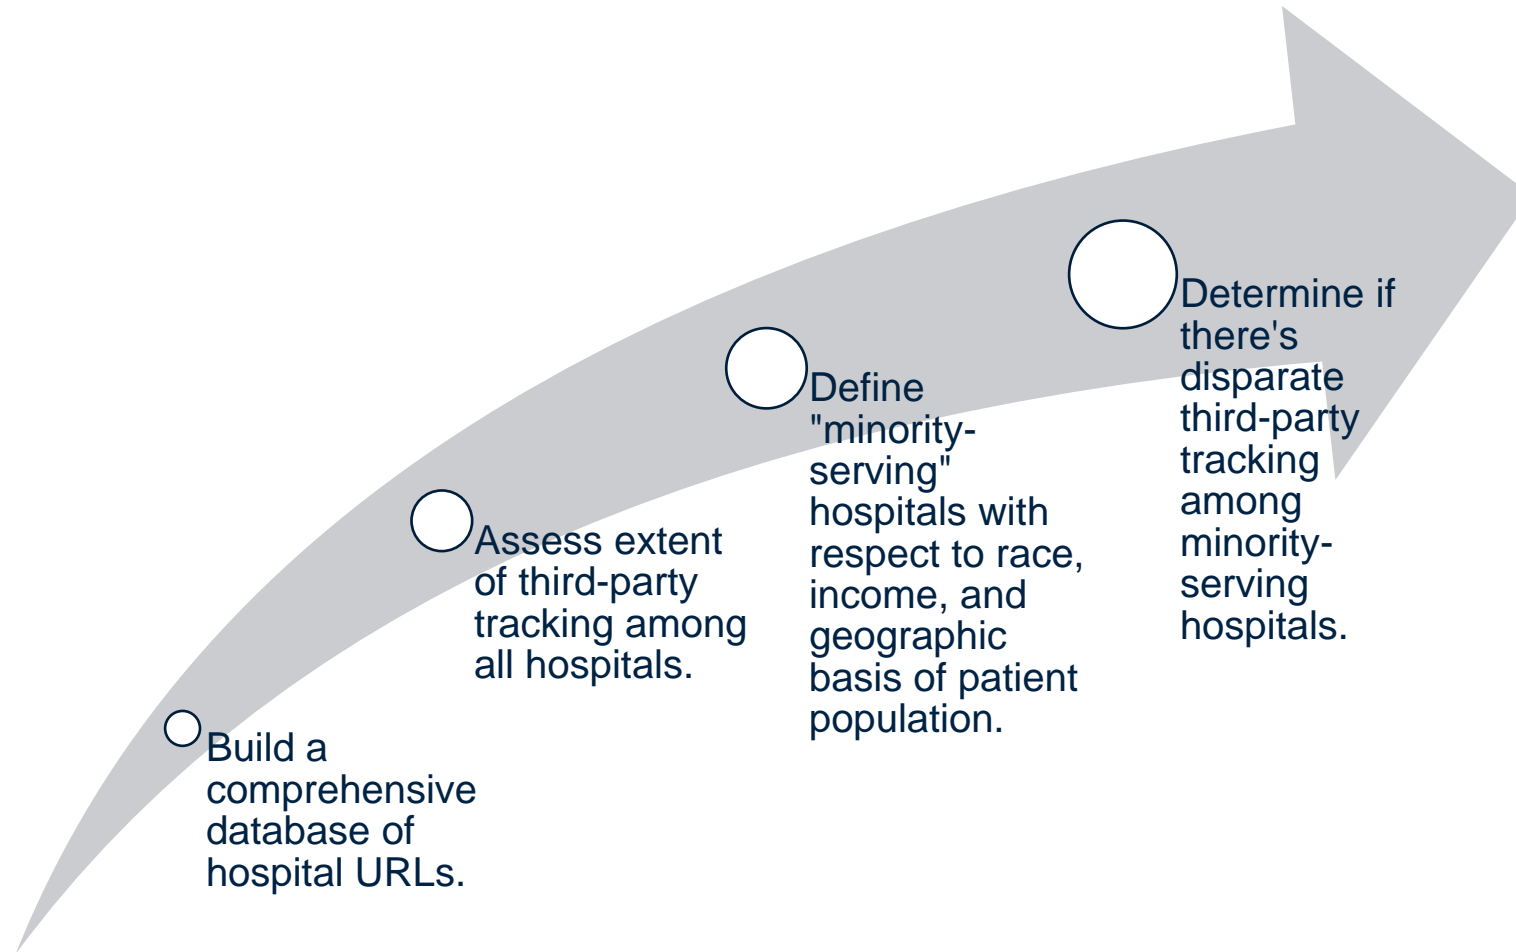 Build a
comprehensive
database of
hospital URLs.
Assess extent
of third-party
tracking among
all hospitals.
Define
"minority-
serving"
hospitals with
respect to race,
income, and
geographic
basis of patient
population.
Determine if
there's
disparate
third-party
tracking
among
minority-
serving
hospitals.